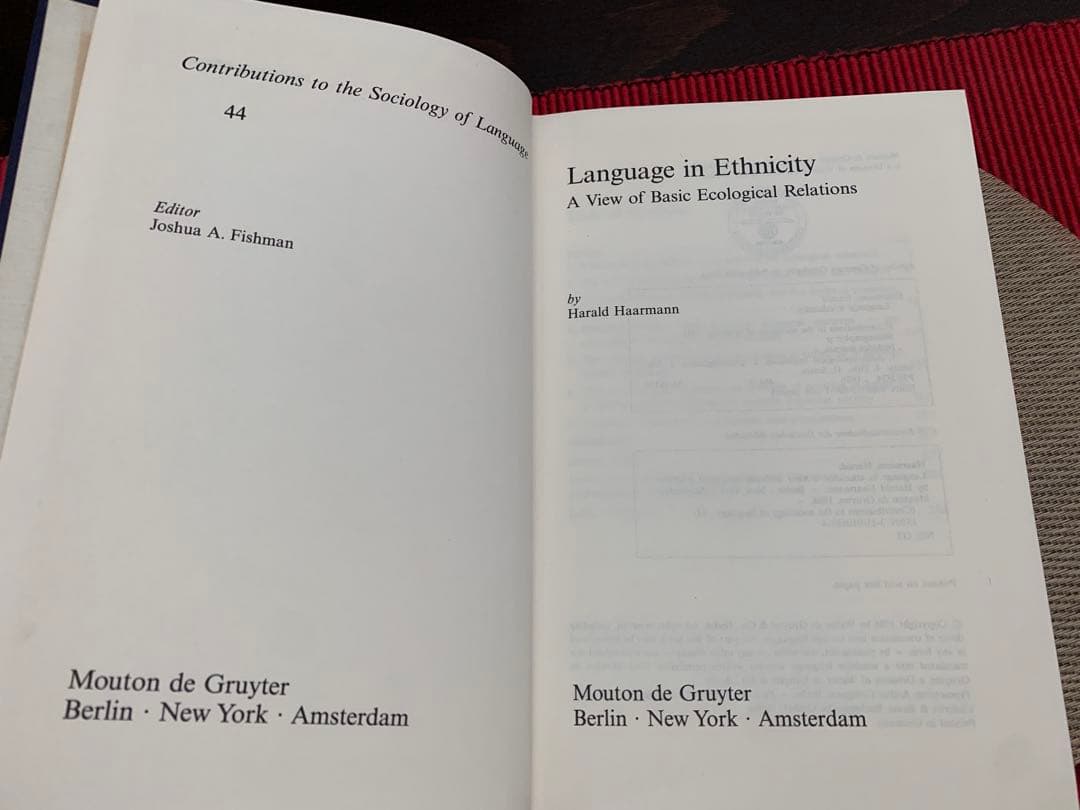 Contributions to the Sociology of Language
44
Editor
Joshua A. Fishman
Mouton de Gruyter
Berlin · New York · Amsterdam
Language in Ethnicity
A View of Basic Ecological Relations
by
Harald Haarmann
Mouton de Gruyter
Berlin · New York · Amsterdam